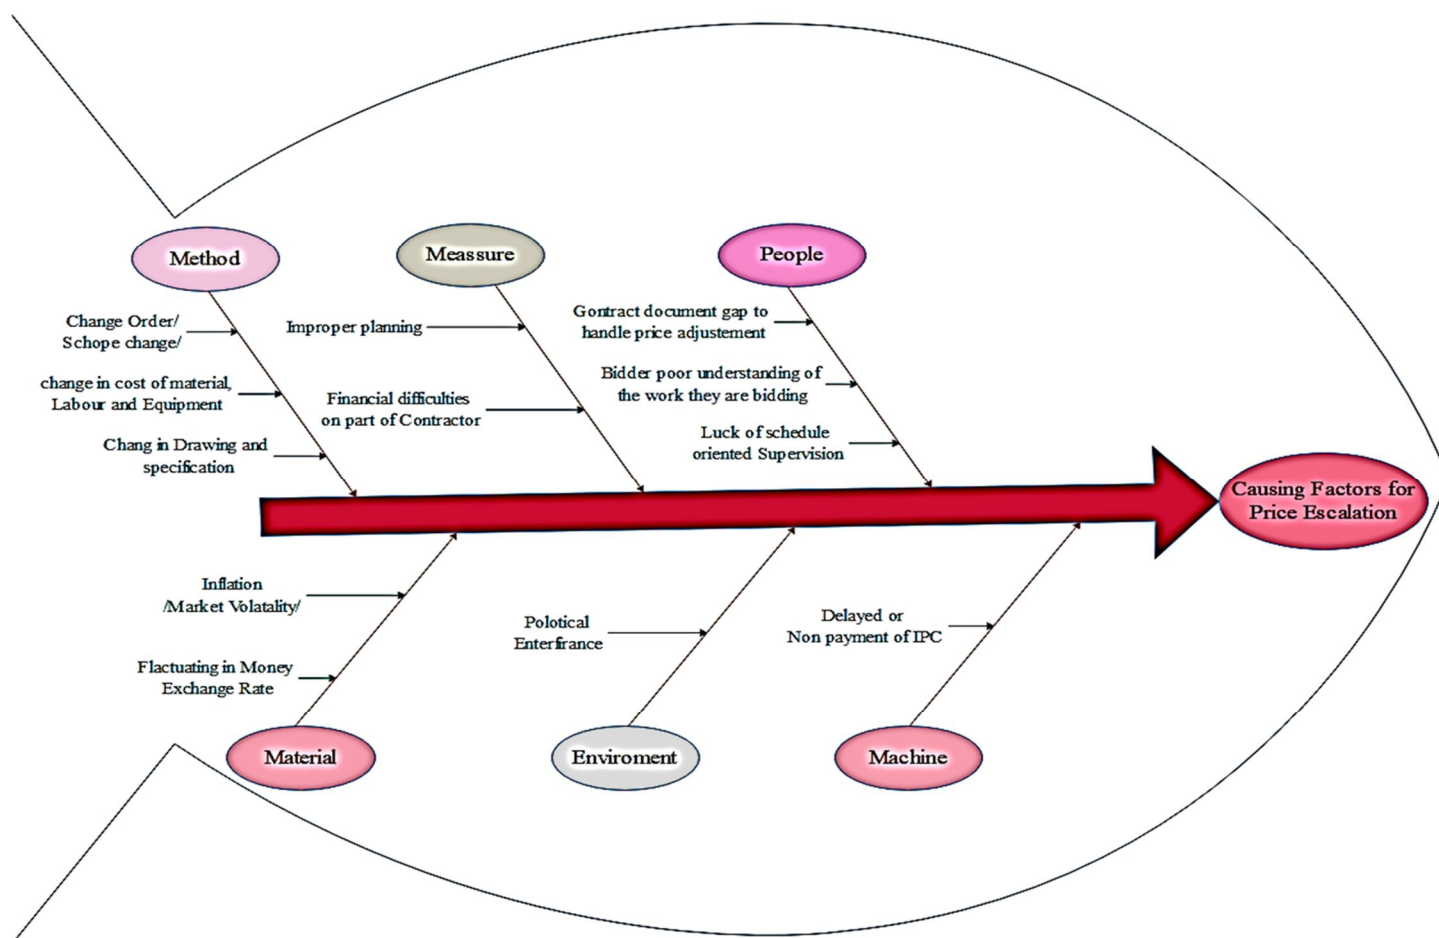 Method
Meassure
People
Change Order/
Schope change/
change in cost of material,
Labour and Equipment
Chang in Drawing and
specification
Improper planning
Financial difficulties
on part of Contractor
Gontract document gap to
handle price adjustement
Bidder poor understanding of
the work they are bidding
Luck of schedule
oriented Supervision
Causing Factors for
Price Escalation
Inflation
/Market Volatality/
Flactuating in Money
Exchange Rate
Polotical
Enterfirance
Delayed or
Non payment of IPC
Material
Enviroment
Machine